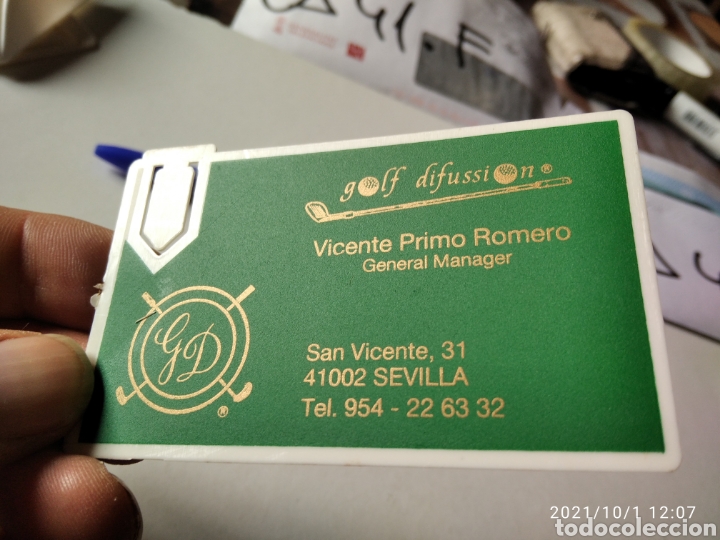 41.F
golf difussion®
Vicente Primo Romero
General Manager
GD
®
San Vicente, 31
41002 SEVILLA
Tel. 954 - 22 63 32
2021/10/1 12:07
todocoleccion